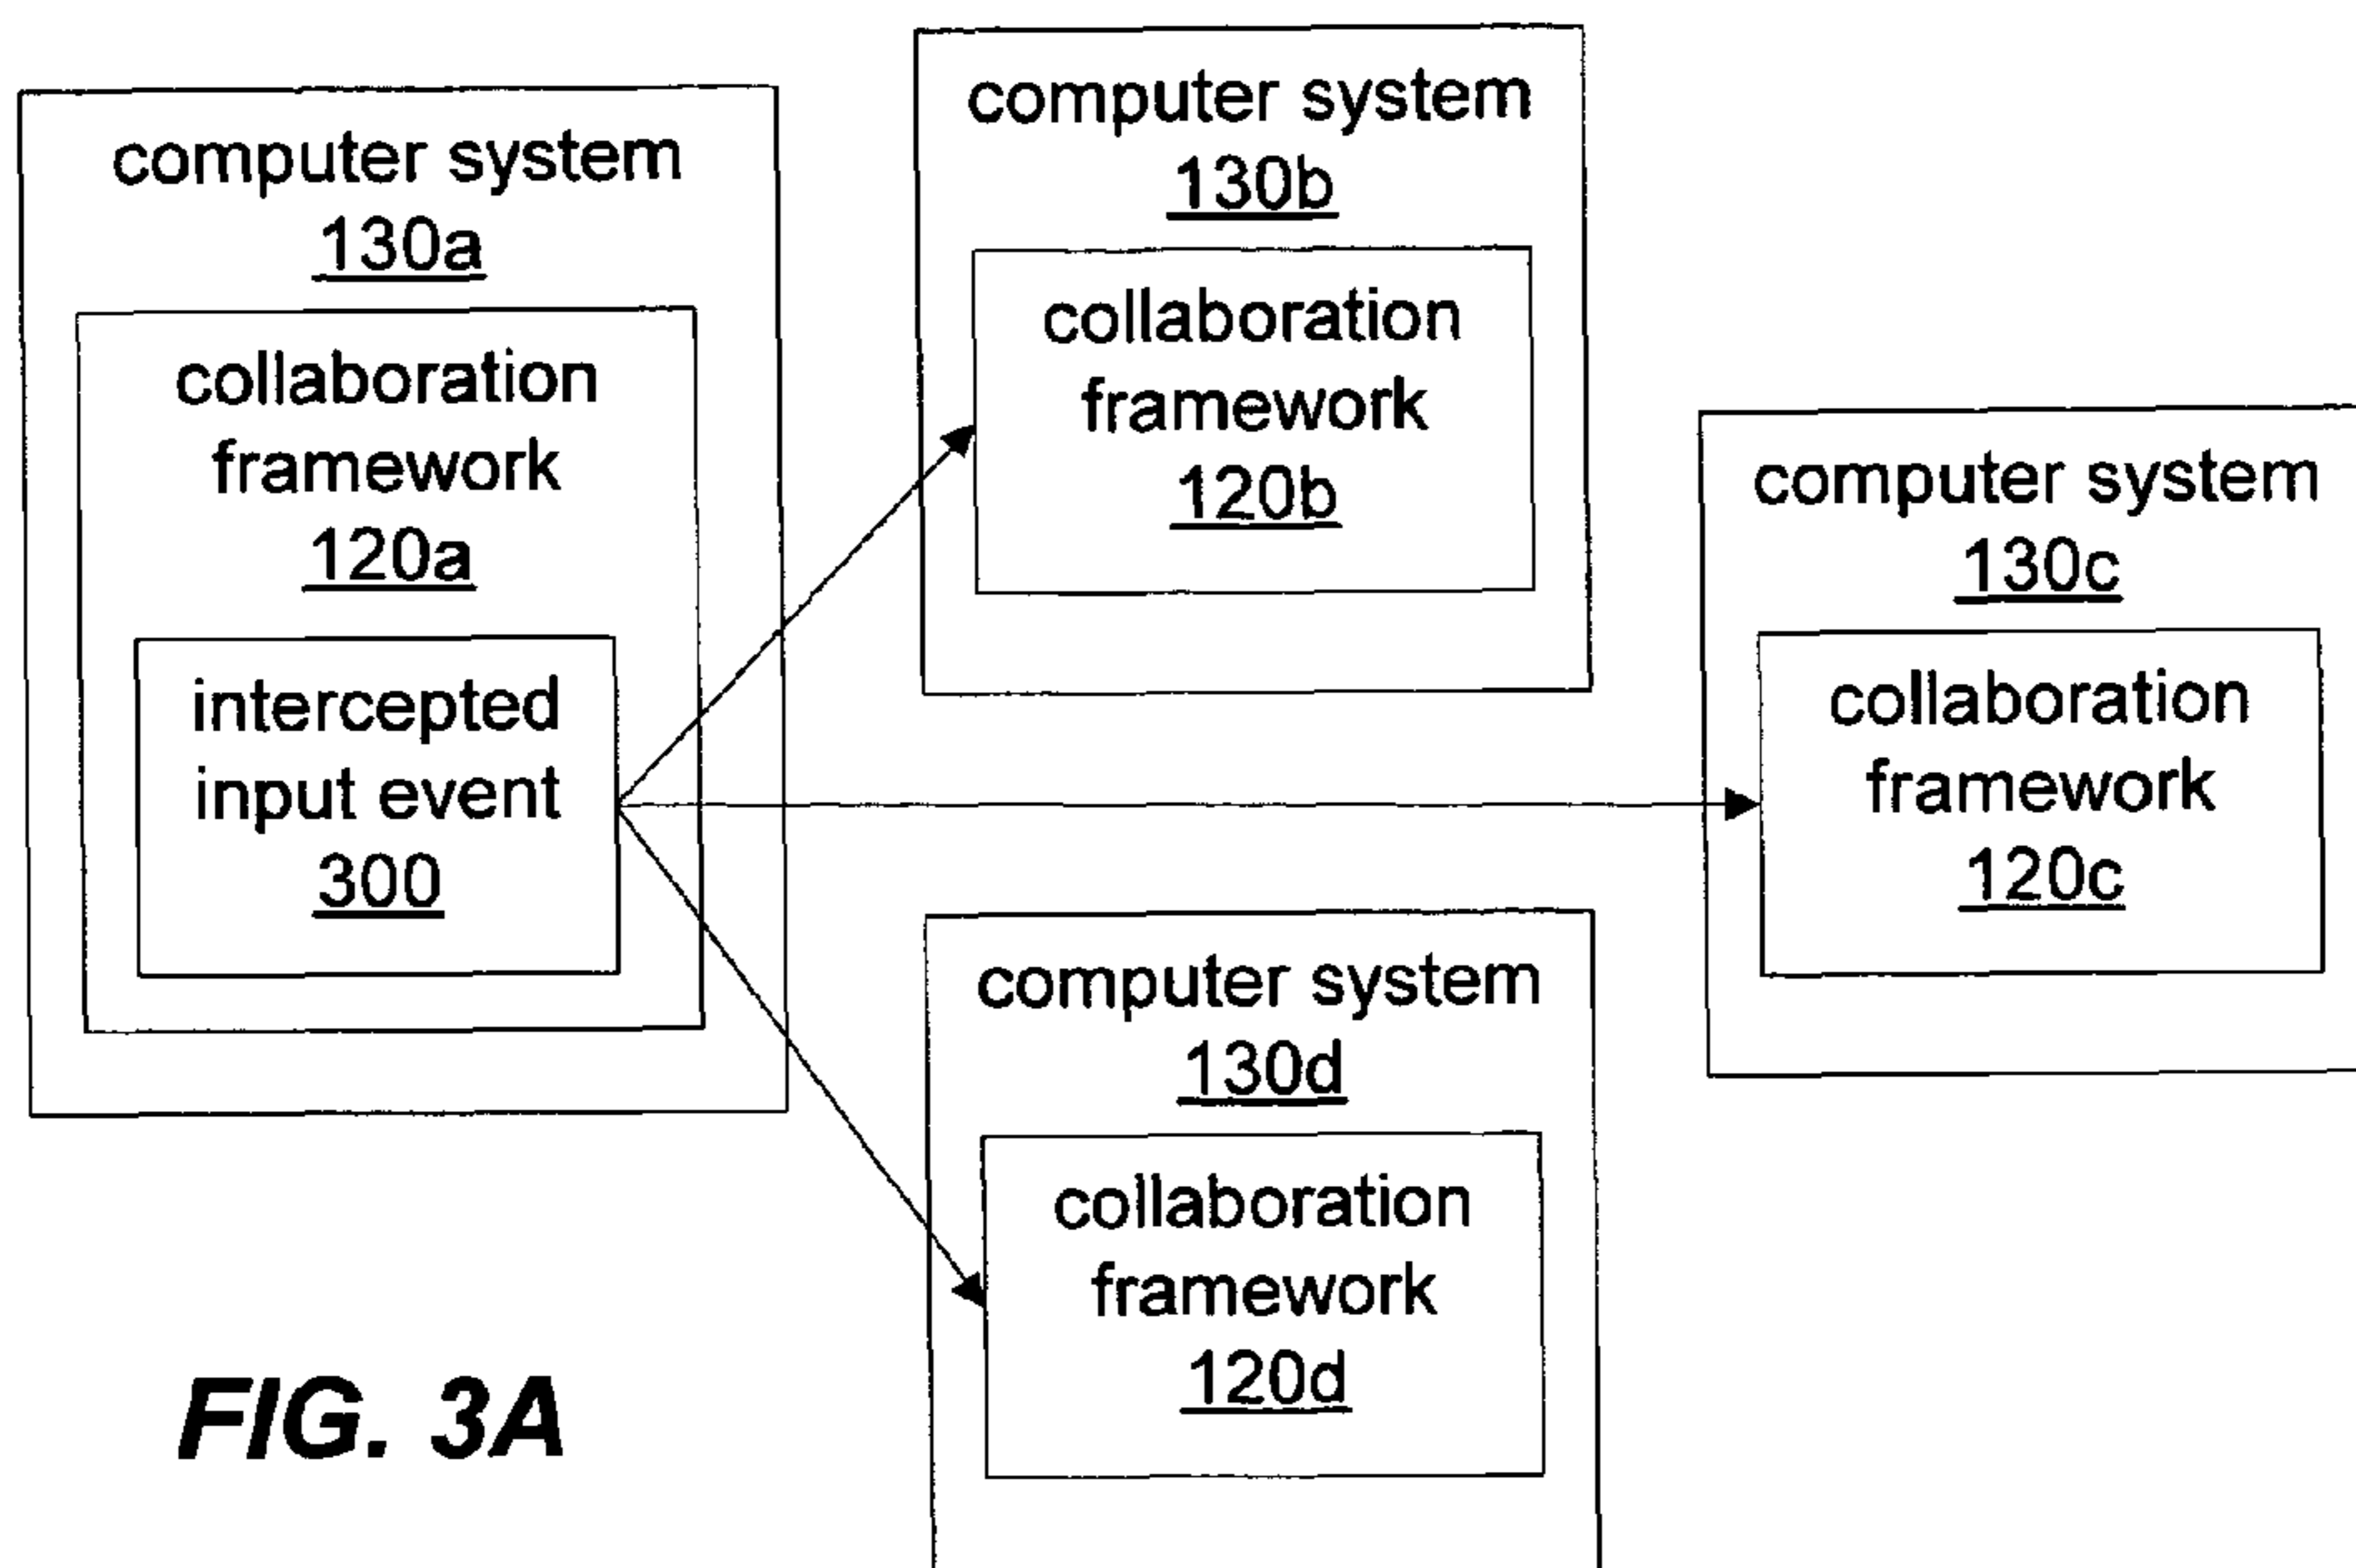 computer system
130a
collaboration
framework
120a
intercepted
input event
300
computer system
130b
collaboration
framework
120b
computer system
130c
collaboration
framework
120c
computer system
130d
collaboration
framework
120d
FIG. 3A